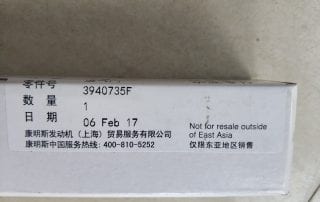 零件号 3940735F
数量 1
日期 06 Feb 17
康明斯发动机（上海）贸易服务有限公司
康明斯中国服务热线: 400-810-5252
Not for resale outside
of East Asia
仅限东亚地区销售